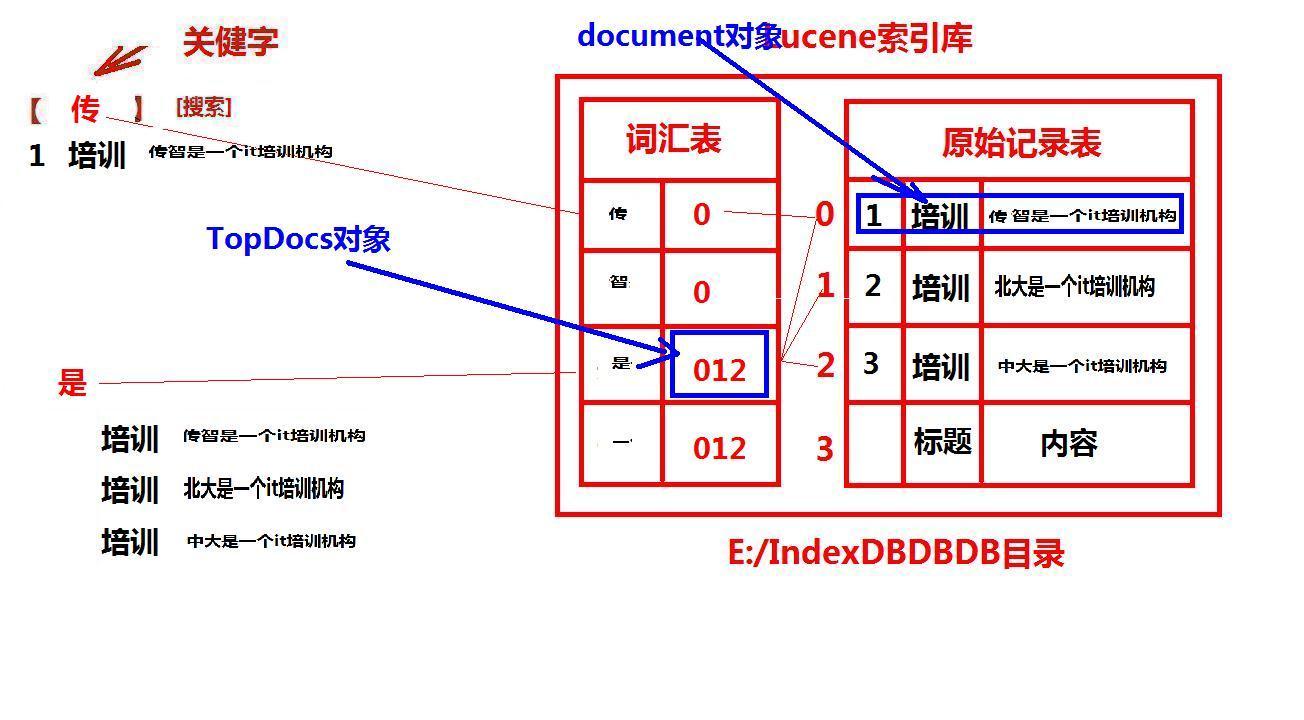 关健字
document对象
Lucene索引库
【 传 】 [搜索]
1 培训 传智是一个it培训机构
TopDocs对象
词汇表
传 0
智 0
是 012
一 012
0
1
2
3
原始记录表
1 培训 传智是一个it培训机构
2 培训 北大是一个it培训机构
3 培训 中大是一个it培训机构
标题 内容
是
培训 传智是一个it培训机构
培训 北大是一个it培训机构
培训 中大是一个it培训机构
E:/IndexDBDBDB目录